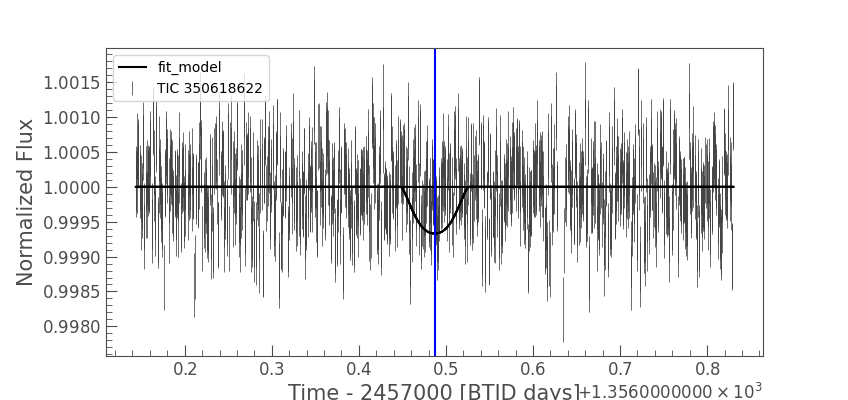 fit_model
TIC 350618622
1.0015
1.0010
1.0005
1.0000
0.9995
0.9990
0.9985
0.9980
Normalized Flux
0.2 0.3 0.4 0.5 0.6 0.7 0.8
Time - 2457000 [BTJD days]
+1.3560000000 × 10³